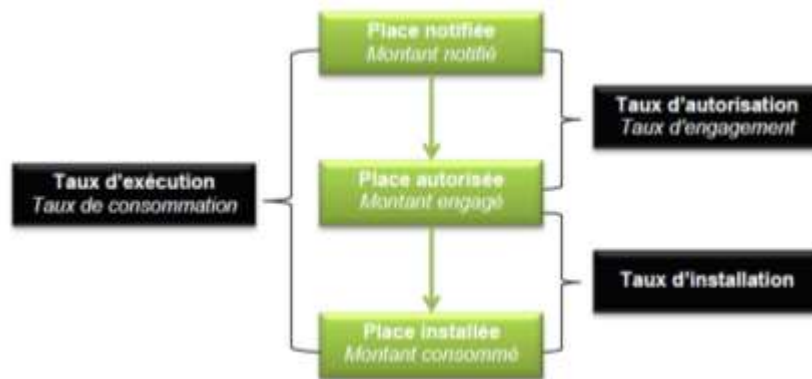 Place notifiée
Montant notifié
Taux d'autorisation
Taux d'engagement
Taux d'exécution
Taux de consommation
Place autorisée
Montant engagé
Taux d'installation
Place installée
Montant consommé